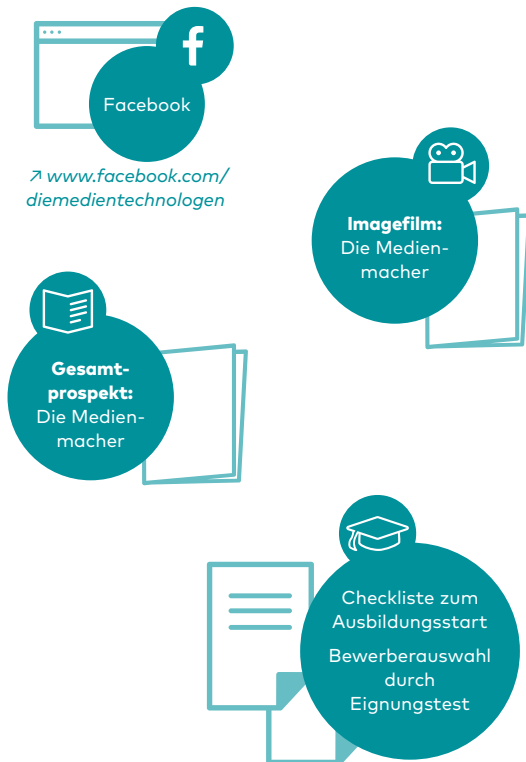 Facebook
↗ www.facebook.com/
diemedientechnologen
Imagefilm:
Die Medien-
macher
Gesamt-
prospekt:
Die Medien-
macher
Checkliste zum
Ausbildungsstart
Bewerberauswahl
durch
Eignungstest